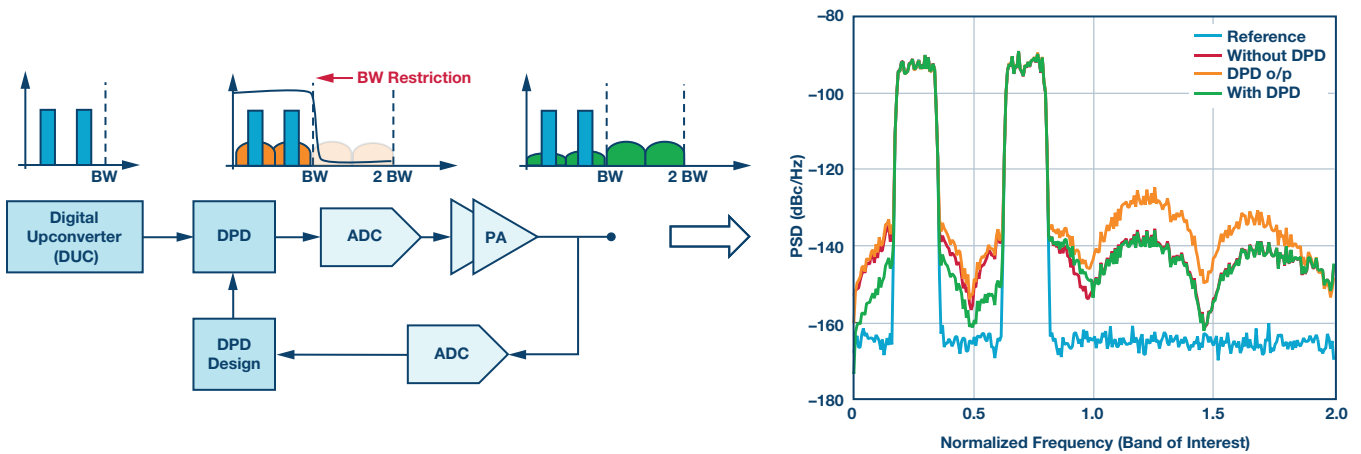 BW
BW Restriction
BW
2 BW
BW
2 BW
Digital
Upconverter
(DUC)
DPD
ADC
PA
DPD
Design
ADC
PSD (dBc/Hz)
–80
–100
–120
–140
–160
–180
0
0.5
1.0
1.5
2.0
Normalized Frequency (Band of Interest)
Reference
Without DPD
DPD o/p
With DPD